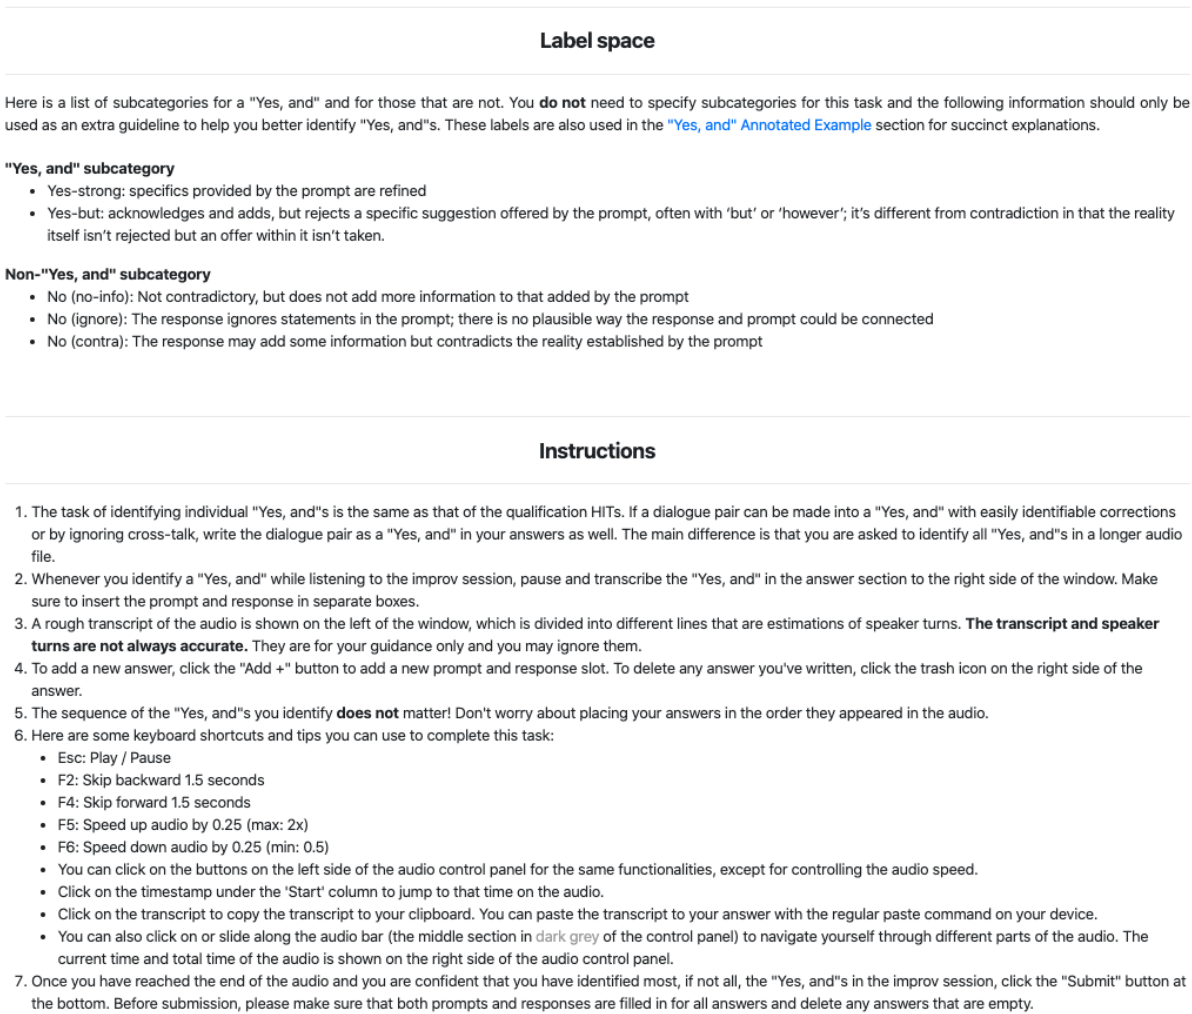 Label space
Here is a list of subcategories for a "Yes, and" and for those that are not. You do not need to specify subcategories for this task and the following information should only be
used as an extra guideline to help you better identify "Yes, and"s. These labels are also used in the "Yes, and" Annotated Example section for succinct explanations.
"Yes, and" subcategory
• Yes-strong: specifics provided by the prompt are refined
• Yes-but: acknowledges and adds, but rejects a specific suggestion offered by the prompt, often with ‘but’ or ‘however’; it’s different from contradiction in that the reality
itself isn’t rejected but an offer within it isn’t taken.
Non-"Yes, and" subcategory
• No (no-info): Not contradictory, but does not add more information to that added by the prompt
• No (ignore): The response ignores statements in the prompt; there is no plausible way the response and prompt could be connected
• No (contra): The response may add some information but contradicts the reality established by the prompt
Instructions
1. The task of identifying individual "Yes, and"s is the same as that of the qualification HITs. If a dialogue pair can be made into a "Yes, and" with easily identifiable corrections
or by ignoring cross-talk, write the dialogue pair as a "Yes, and" in your answers as well. The main difference is that you are asked to identify all "Yes, and"s in a longer audio
file.
2. Whenever you identify a "Yes, and" while listening to the improv session, pause and transcribe the "Yes, and" in the answer section to the right side of the window. Make
sure to insert the prompt and response in separate boxes.
3. A rough transcript of the audio is shown on the left of the window, which is divided into different lines that are estimations of speaker turns. The transcript and speaker
turns are not always accurate. They are for your guidance only and you may ignore them.
4. To add a new answer, click the "Add +" button to add a new prompt and response slot. To delete any answer you've written, click the trash icon on the right side of the
answer.
5. The sequence of the "Yes, and"s you identify does not matter! Don't worry about placing your answers in the order they appeared in the audio.
6. Here are some keyboard shortcuts and tips you can use to complete this task:
• Esc: Play / Pause
• F2: Skip backward 1.5 seconds
• F4: Skip forward 1.5 seconds
• F5: Speed up audio by 0.25 (max: 2x)
• F6: Speed down audio by 0.25 (min: 0.5)
• You can click on the buttons on the left side of the audio control panel for the same functionalities, except for controlling the audio speed.
• Click on the timestamp under the 'Start' column to jump to that time on the audio.
• Click on the transcript to copy the transcript to your clipboard. You can paste the transcript to your answer with the regular paste command on your device.
• You can also click on or slide along the audio bar (the middle section in dark grey of the control panel) to navigate yourself through different parts of the audio. The
current time and total time of the audio is shown on the right side of the audio control panel.
7. Once you have reached the end of the audio and you are confident that you have identified most, if not all, the "Yes, and"s in the improv session, click the "Submit" button at
the bottom. Before submission, please make sure that both prompts and responses are filled in for all answers and delete any answers that are empty.